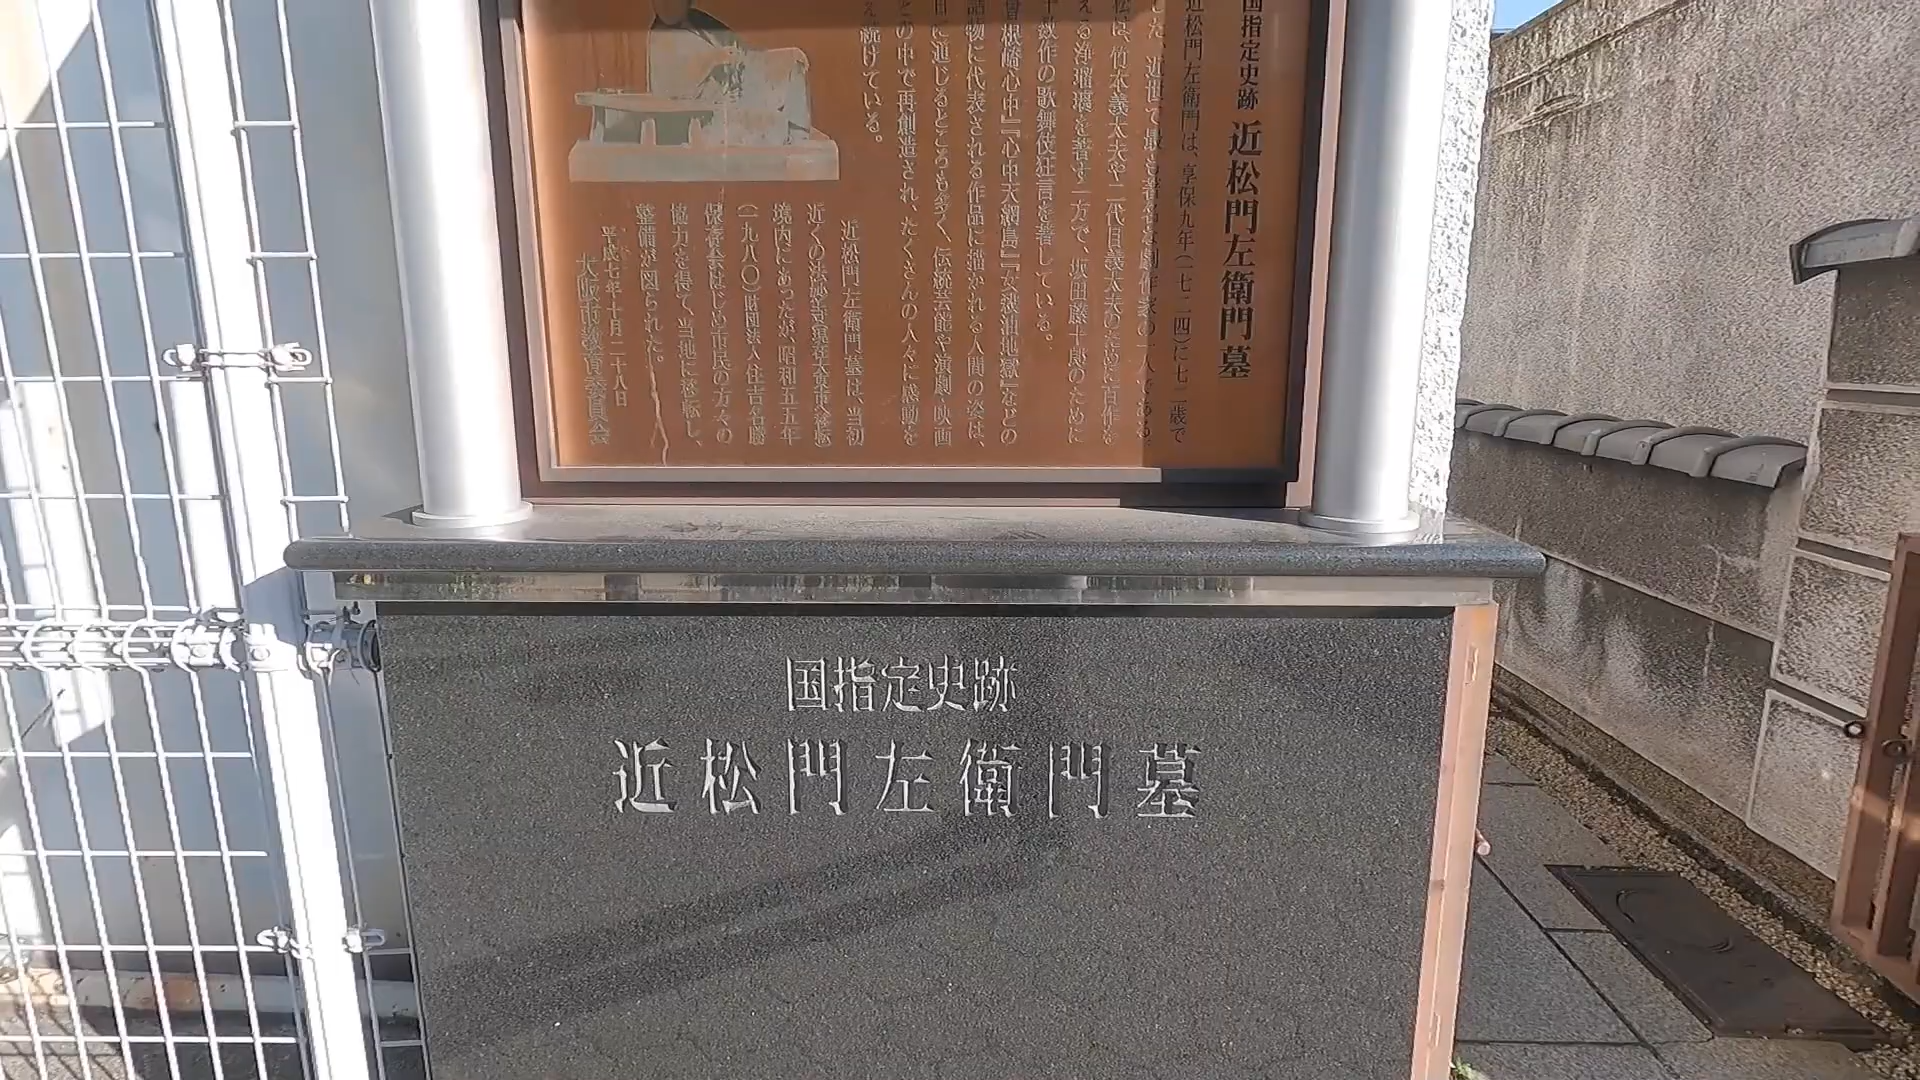 国指定史跡 近松門左衛門墓
近松門左衛門は、享保九年(一七二四)に七二歳で
した、近世で最も著名な劇作家の一人である。
松は、竹本義太夫や二代目義太夫のために百作を
える浄瑠璃を著す一方で、坂田藤十郎のために
十数作の歌舞伎狂言を著している。
曽根崎心中』『心中天網島』『女殺油地獄』などの
話物に代表される作品に描かれる人間の姿は、
に通じるところも多く、伝統芸能や演劇・映画
どの中で再創造され、たくさんの人々に感動を
え続けている。
近松門左衛門墓は、当初
近くの法妙寺(現在大東市へ移転)
境内にあったが、昭和五五年
(一九八〇)財団法人住吉名勝
保存会はじめ市民の方々の
協力を得て、当地に移転し、
整備が図られた。
平成七年十月二十八日
大阪市教育委員会
国指定史跡
近松門左衛門墓